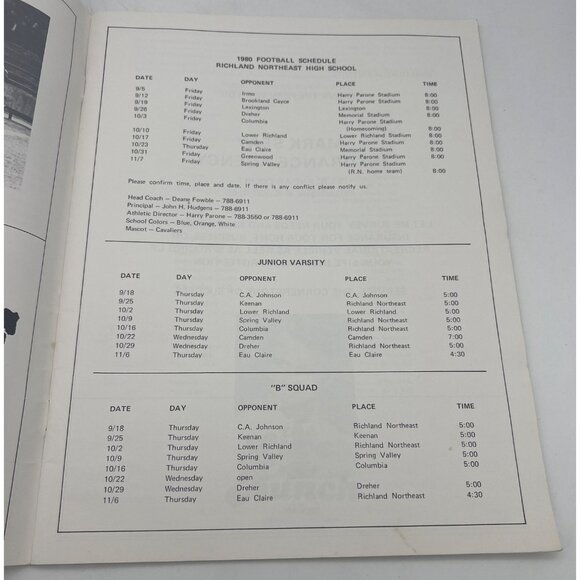 1980 FOOTBALL SCHEDULE
RICHLAND NORTHEAST HIGH SCHOOL
DATE DAY OPPONENT PLACE TIME
9/5 Friday Irmo Harry Parone Stadium 8:00
9/12 Friday Brookland Cayce Harry Parone Stadium 8:00
9/19 Friday Lexington Lexington 8:00
9/26 Friday Dreher Memorial Stadium 8:00
10/3 Friday Columbia Harry Parone Stadium
(Homecoming) 8:00
10/10 Friday Lower Richland Lower Richland Stadium 8:00
10/17 Friday Camden Harry Parone Stadium 8:00
10/23 Thursday Eau Claire Memorial Stadium 8:00
10/31 Friday Greenwood Harry Parone Stadium 8:00
11/7 Friday Spring Valley Harry Parone Stadium
(R.N. home team) 8:00
Please confirm time, place and date. If there is any conflict please notify us.
Head Coach – Deane Fowble – 788-6911
Principal – John H. Hudgens – 788-6911
Athletic Director – Harry Parone – 788-3550 or 788-6911
School Colors – Blue, Orange, White
Mascot – Cavaliers
JUNIOR VARSITY
DATE DAY OPPONENT PLACE TIME
9/18 Thursday C.A. Johnson C.A. Johnson 5:00
9/25 Thursday Keenan Richland Northeast 5:00
10/2 Thursday Lower Richland Lower Richland 5:00
10/9 Thursday Spring Valley Richland Northeast 5:00
10/16 Thursday Columbia Richland Northeast 5:00
10/22 Wednesday Camden Camden 7:00
10/29 Wednesday Dreher Richland Northeast 5:00
11/6 Thursday Eau Claire Eau Claire 4:30
"B" SQUAD
DATE DAY OPPONENT PLACE TIME
9/18 Thursday C.A. Johnson Richland Northeast 5:00
9/25 Thursday Keenan Keenan 5:00
10/2 Thursday Lower Richland Richland Northeast 5:00
10/9 Thursday Spring Valley Spring Valley 5:00
10/16 Thursday Columbia Columbia 5:00
10/22 Wednesday open
10/29 Wednesday Dreher Dreher 5:00
11/6 Thursday Eau Claire Richland Northeast 4:30